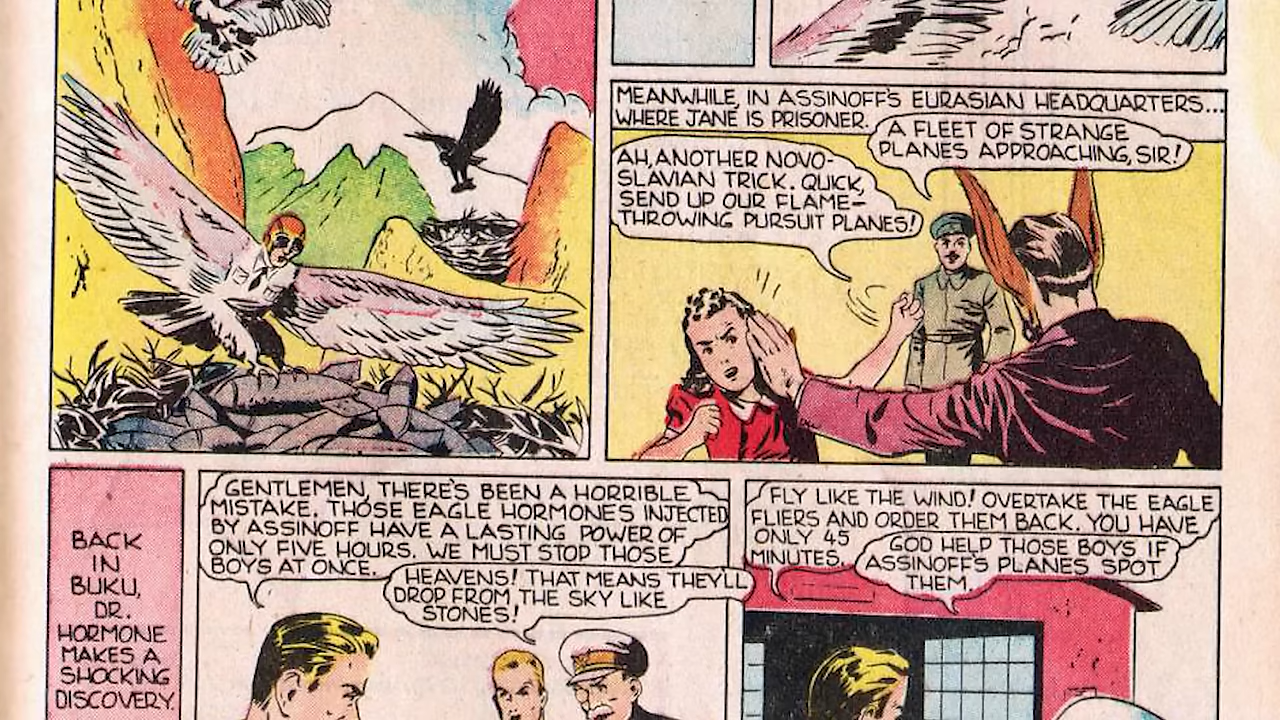 MEANWHILE, IN ASSINOFF'S EURASIAN HEADQUARTERS...
WHERE JANE IS PRISONER.
A FLEET OF STRANGE
PLANES APPROACHING, SIR!
AH, ANOTHER NOVO-
SLAVIAN TRICK. QUICK,
SEND UP OUR FLAME-
THROWING PURSUIT PLANES!
BACK
IN
BUKU,
DR.
HORMONE
MAKES A
SHOCKING
DISCOVERY.
GENTLEMEN, THERE'S BEEN A HORRIBLE
MISTAKE. THOSE EAGLE HORMONES INJECTED
BY ASSINOFF HAVE A LASTING POWER OF
ONLY FIVE HOURS. WE MUST STOP THOSE
BOYS AT ONCE.
HEAVENS! THAT MEANS THEY'LL
DROP FROM THE SKY LIKE
STONES!
FLY LIKE THE WIND! OVERTAKE THE EAGLE
FLIERS AND ORDER THEM BACK. YOU HAVE
ONLY 45
MINUTES.
GOD HELP THOSE BOYS IF
ASSINOFF'S PLANES SPOT
THEM.